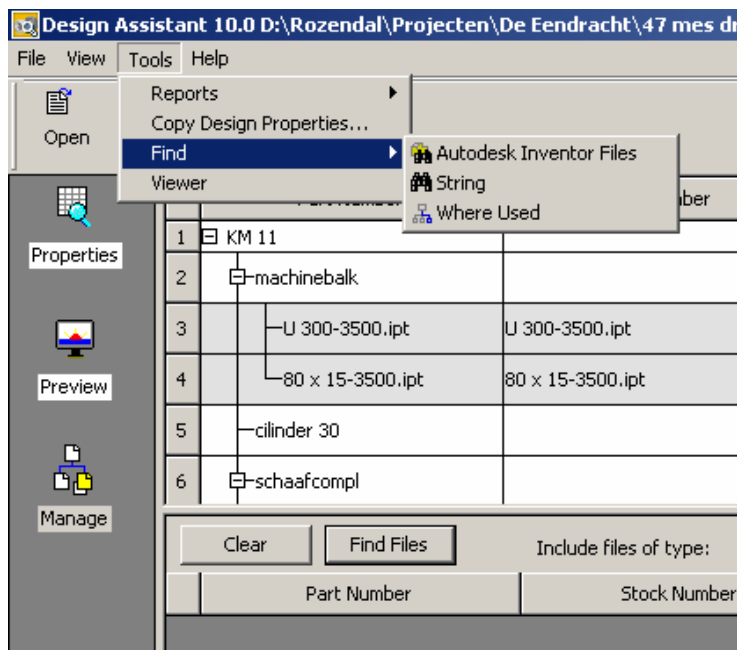 Design Assistant 10.0 D:\Rozendal\Projecten\De Eendracht\47 mes
File View Tools Help
Open
Reports
Copy Design Properties...
Find
Viewer
Autodesk Inventor Files
String
Where Used
Properties
Preview
Manage
1 KM 11
2 machinebalk
3 U 300-3500.ipt U 300-3500.ipt
4 80 x 15-3500.ipt 80 x 15-3500.ipt
5 cilinder 30
6 schaafcompl
Clear Find Files Include files of type:
Part Number Stock Number